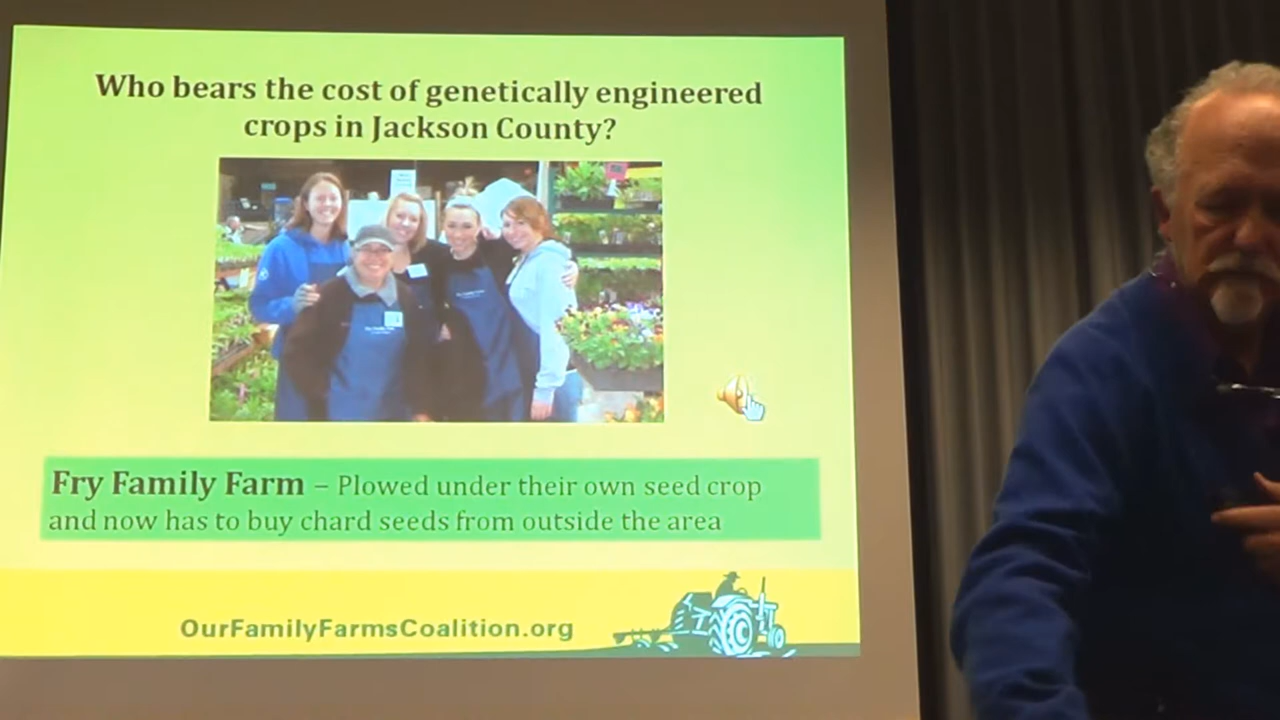 Who bears the cost of genetically engineered
crops in Jackson County?
Fry Family Farm – Plowed under their own seed crop
and now has to buy chard seeds from outside the area
OurFamilyFarmsCoalition.org